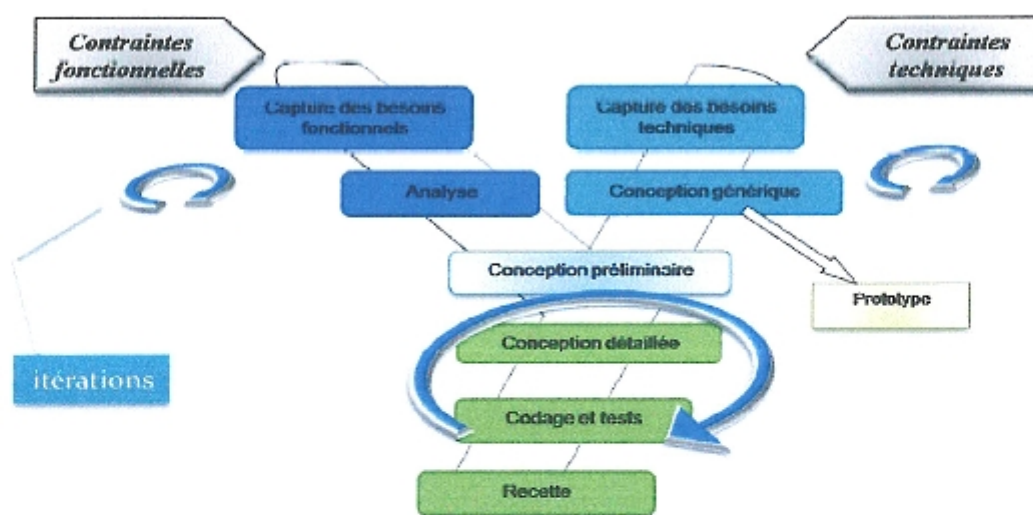 Contraintes
fonctionnelles
Contraintes
techniques
Capture des besoins
fonctionnels
Capture des besoins
techniques
Analyse
Conception générique
Conception préliminaire
Prototype
Conception détaillée
itérations
Codage et tests
Recette